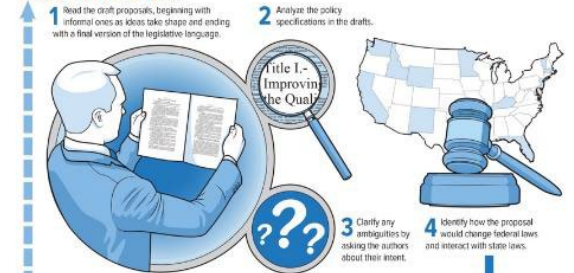 1 Read the draft proposals, beginning with
informal ones as ideas take shape and ending
with a final version of the legislative language.
2 Analyze the policy
specifications in the drafts.
Title I.-
Improvin
the Quali
???
3 Clarify any
ambiguities by
asking the authors
about their intent.
4 Identify how the proposal
would change federal laws
and interact with state laws.